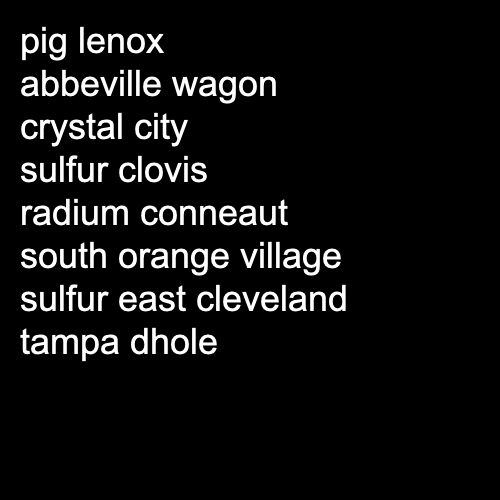 pig lenox
abbeville wagon
crystal city
sulfur clovis
radium conneaut
south orange village
sulfur east cleveland
tampa dhole